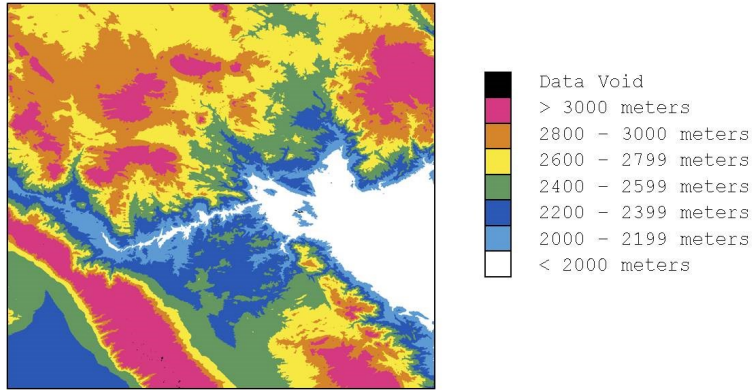 Data Void
> 3000 meters
2800 – 3000 meters
2600 – 2799 meters
2400 – 2599 meters
2200 – 2399 meters
2000 – 2199 meters
< 2000 meters